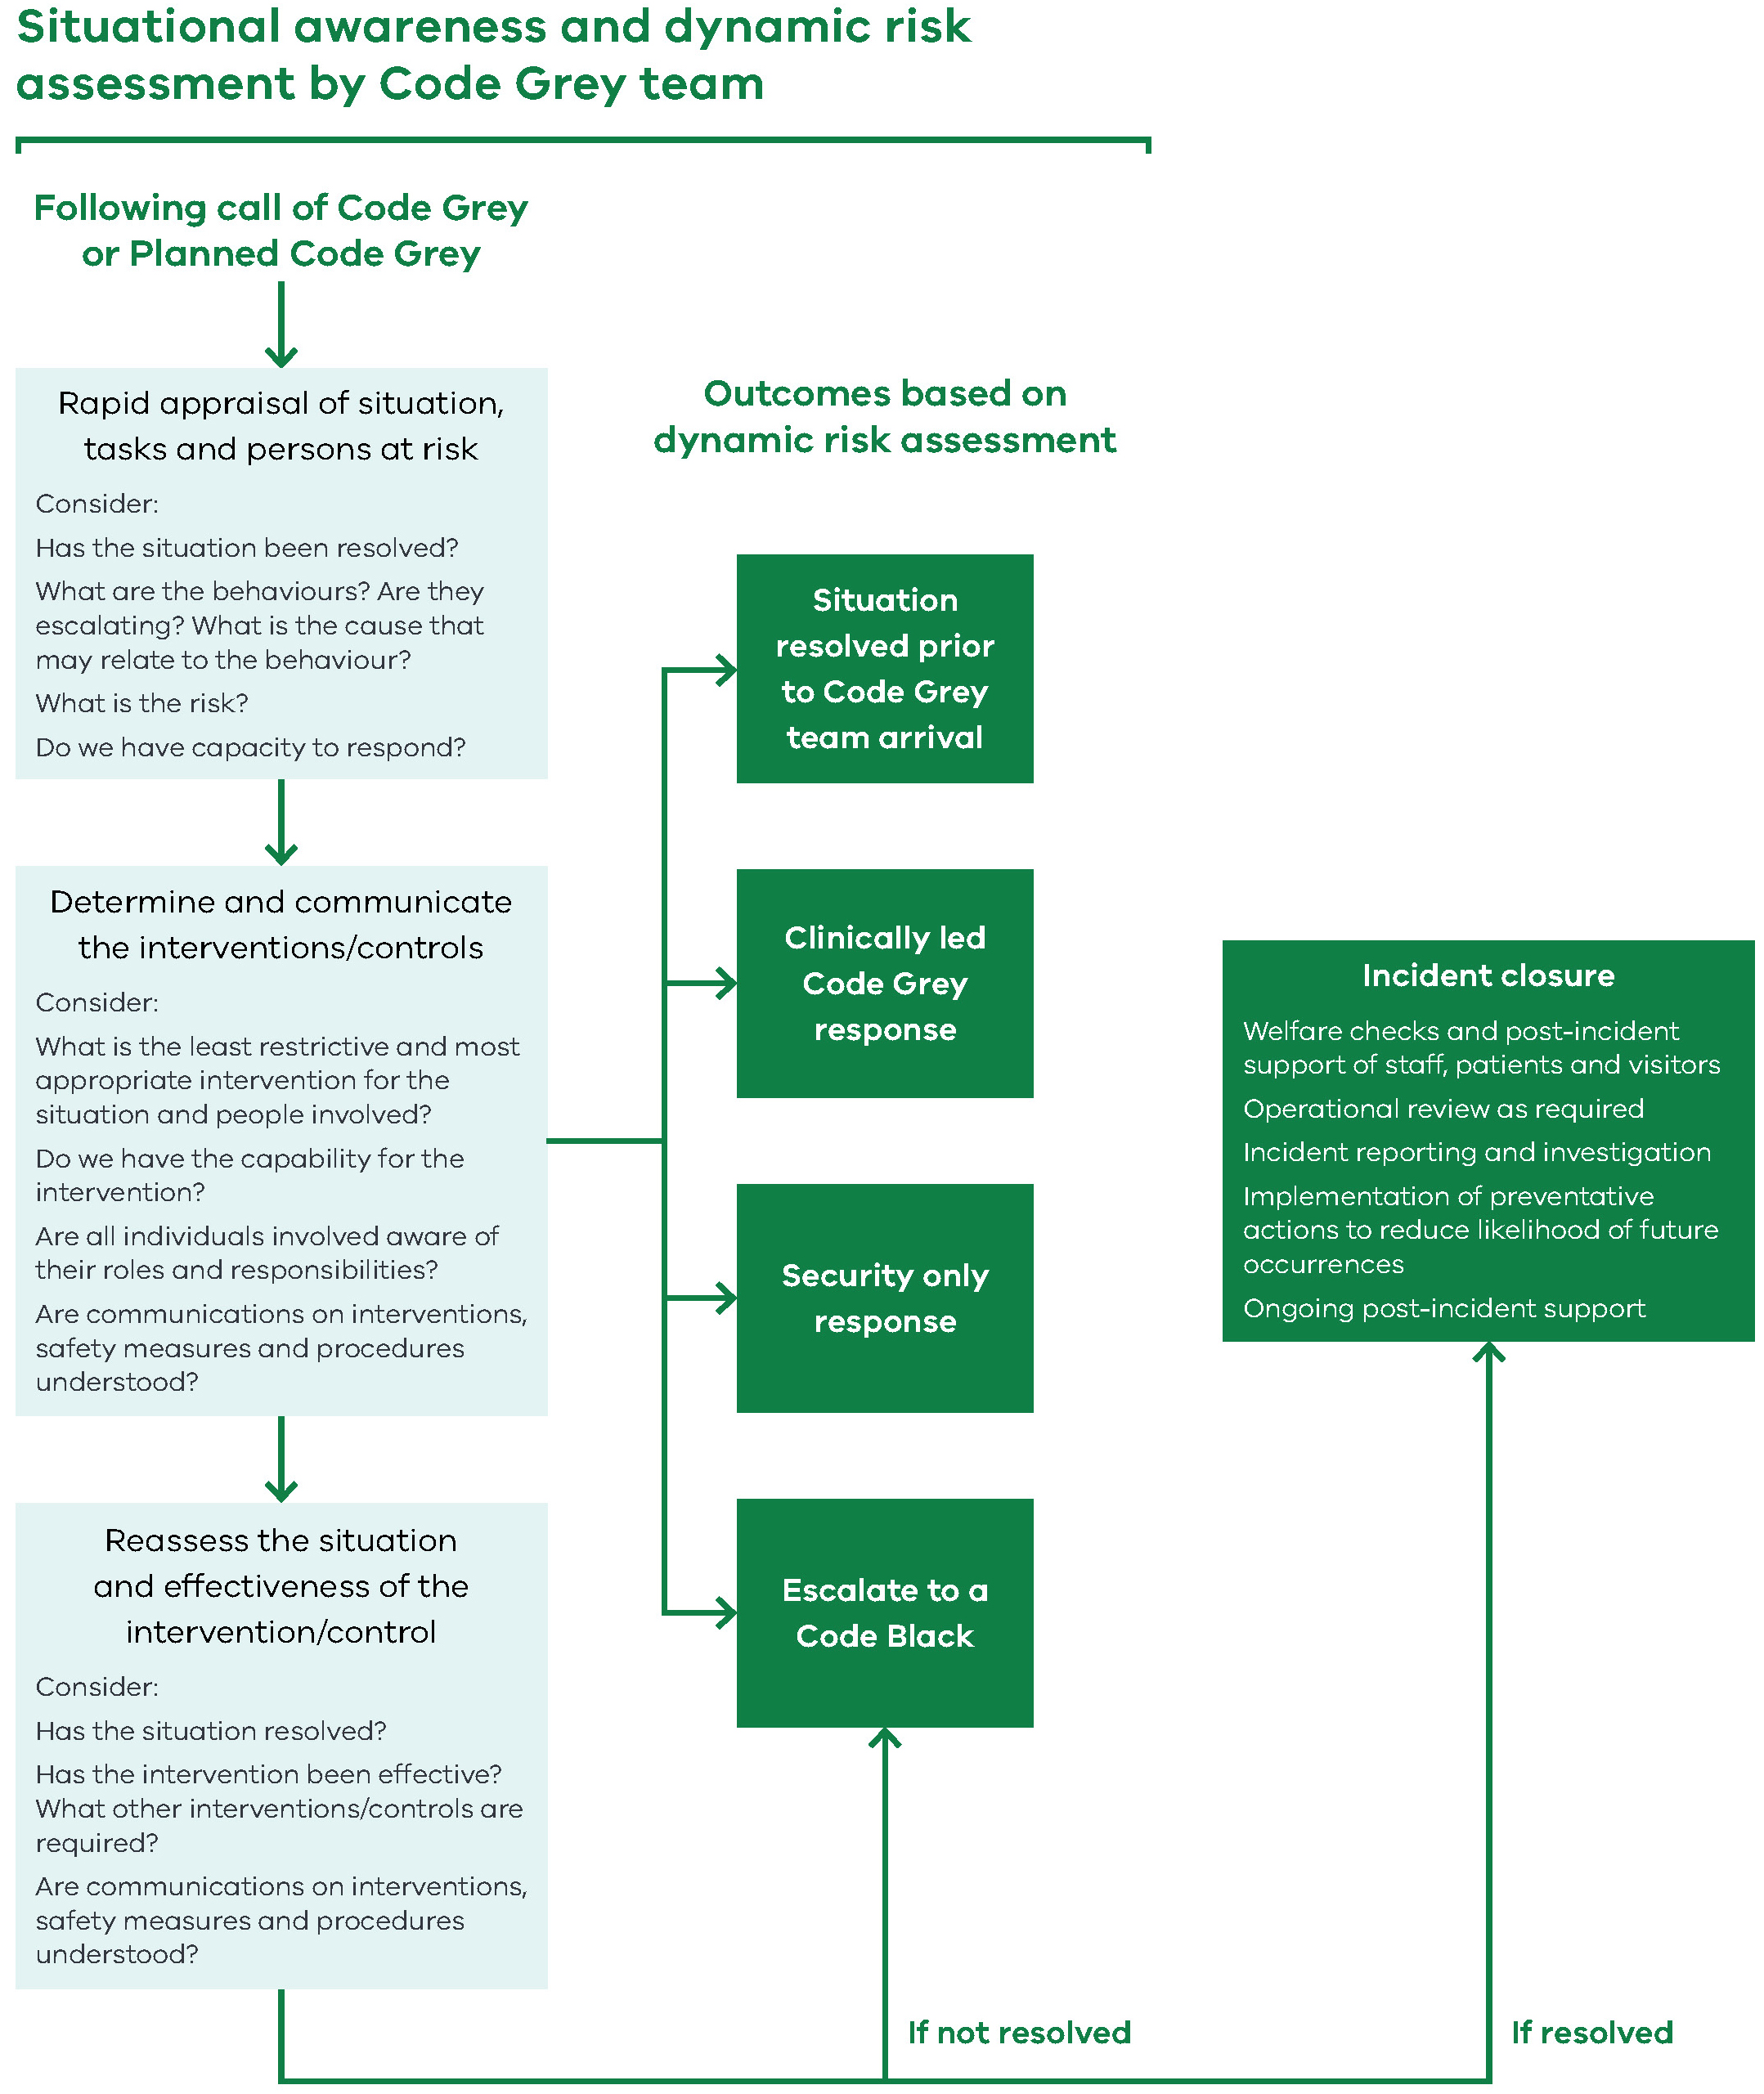 Situational awareness and dynamic risk
assessment by Code Grey team
Following call of Code Grey
or Planned Code Grey
Rapid appraisal of situation,
tasks and persons at risk
Consider:
Has the situation been resolved?
What are the behaviours? Are they
escalating? What is the cause that
may relate to the behaviour?
What is the risk?
Do we have capacity to respond?
Determine and communicate
the interventions/controls
Consider:
What is the least restrictive and most
appropriate intervention for the
situation and people involved?
Do we have the capability for the
intervention?
Are all individuals involved aware of
their roles and responsibilities?
Are communications on interventions,
safety measures and procedures
understood?
Reassess the situation
and effectiveness of the
intervention/control
Consider:
Has the situation resolved?
Has the intervention been effective?
What other interventions/controls are
required?
Are communications on interventions,
safety measures and procedures
understood?
Outcomes based on
dynamic risk assessment
Situation
resolved prior
to Code Grey
team arrival
Clinically led
Code Grey
response
Security only
response
Escalate to a
Code Black
If not resolved
Incident closure
Welfare checks and post-incident
support of staff, patients and visitors
Operational review as required
Incident reporting and investigation
Implementation of preventative
actions to reduce likelihood of future
occurrences
Ongoing post-incident support
If resolved